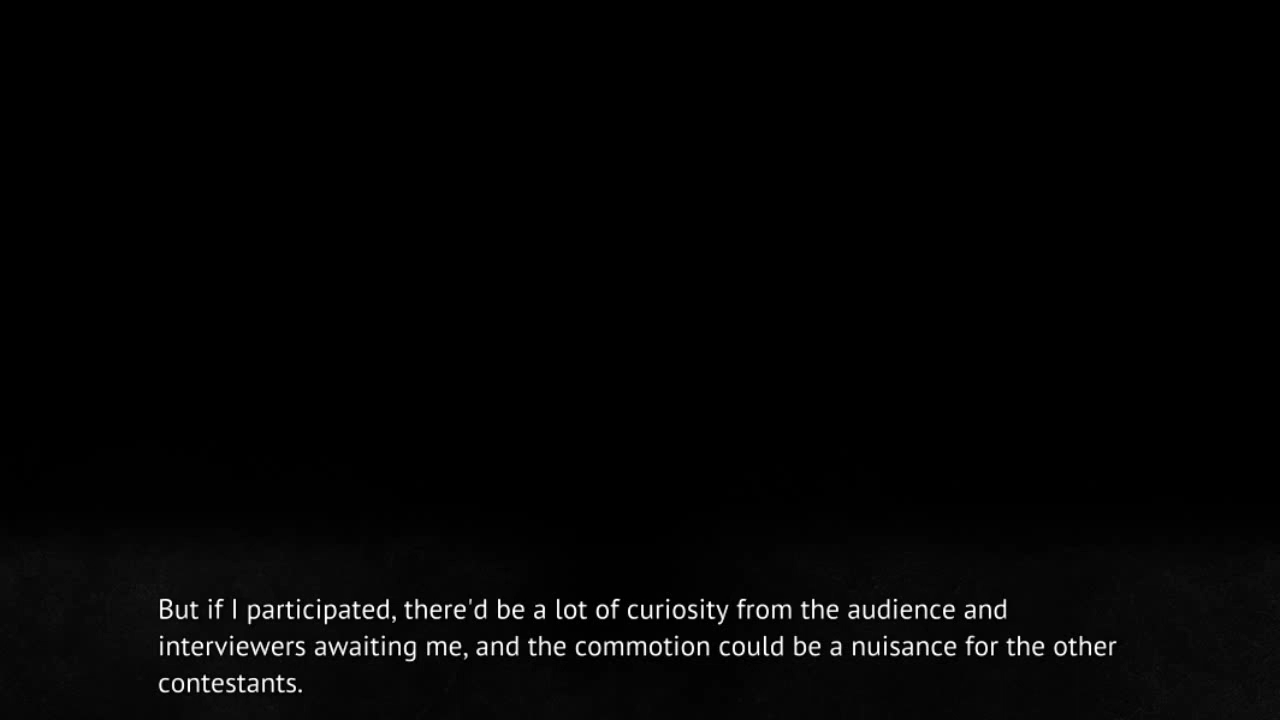 But if I participated, there'd be a lot of curiosity from the audience and
interviewers awaiting me, and the commotion could be a nuisance for the other
contestants.